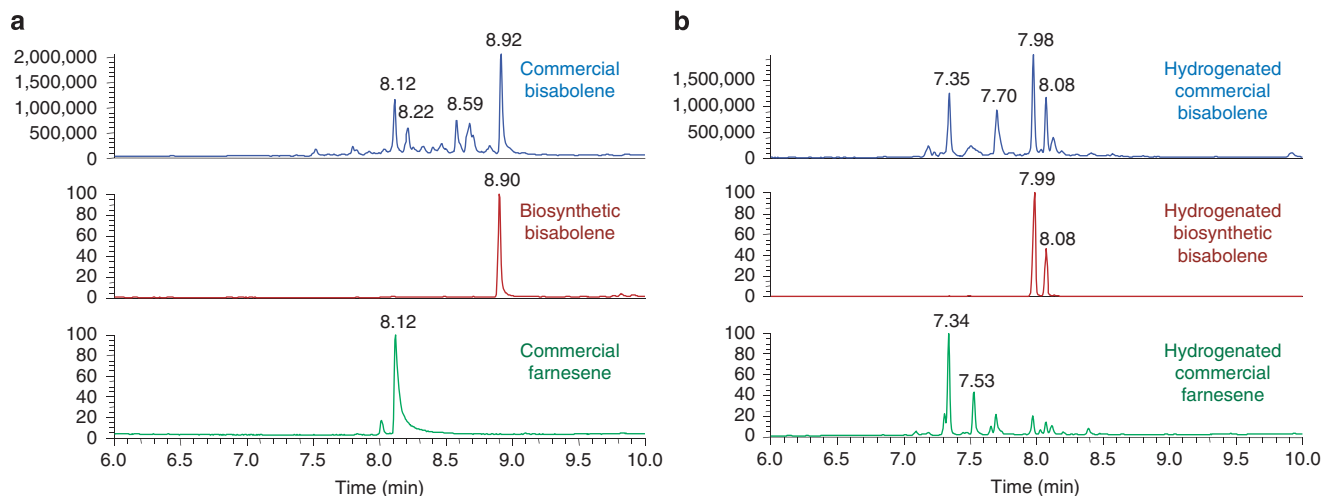 a
2,000,000
1,500,000
1,000,000
500,000
0
8.12
8.22
8.59
8.92
Commercial
bisabolene
100
80
60
40
20
0
8.90
Biosynthetic
bisabolene
100
80
60
40
20
0
8.12
Commercial
farnesene
6.0 6.5 7.0 7.5 8.0 8.5 9.0 9.5 10.0
Time (min)
b
1,500,000
1,000,000
500,000
0
7.35
7.70
7.98
8.08
Hydrogenated
commercial
bisabolene
100
80
60
40
20
0
7.99
8.08
Hydrogenated
biosynthetic
bisabolene
100
80
60
40
20
0
7.34
7.53
Hydrogenated
commercial
farnesene
6.0 6.5 7.0 7.5 8.0 8.5 9.0 9.5 10.0
Time (min)